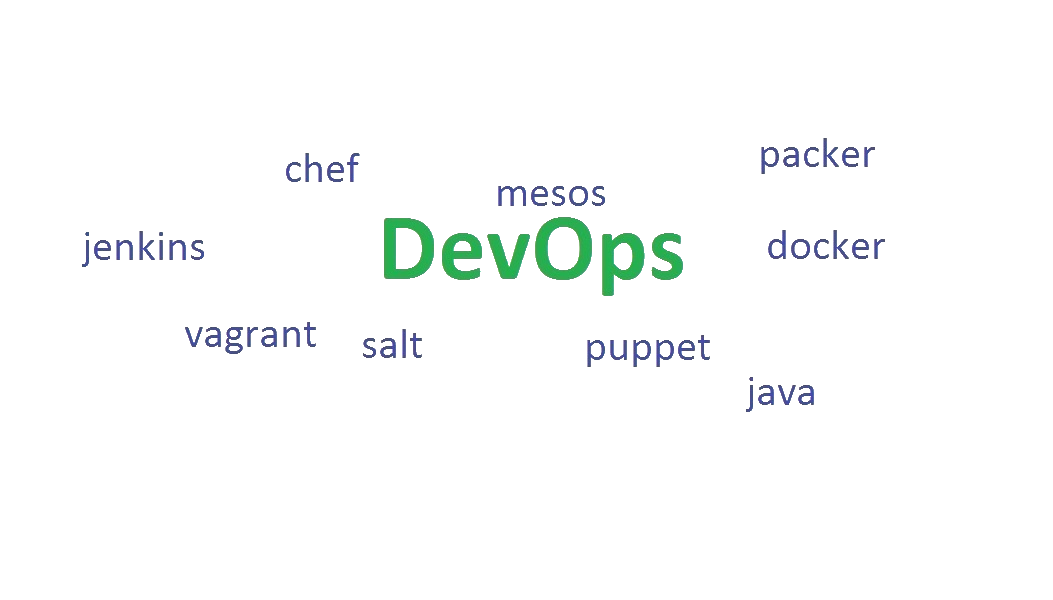 packer
chef
mesos
jenkins
DevOps
docker
vagrant
salt
puppet
java